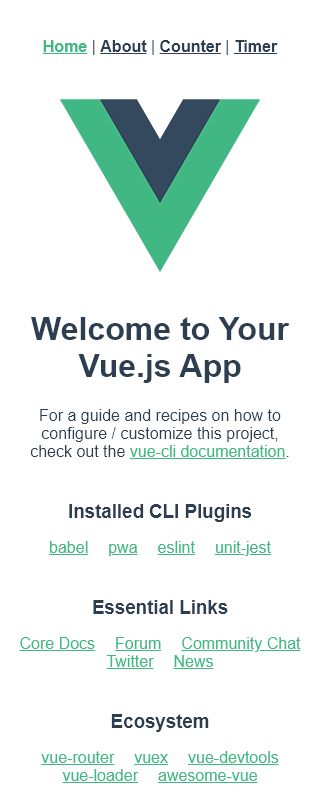 Home | About | Counter | Timer
Welcome to Your
Vue.js App
For a guide and recipes on how to
configure / customize this project,
check out the vue-cli documentation.
Installed CLI Plugins
babel pwa eslint unit-jest
Essential Links
Core Docs Forum Community Chat
Twitter News
Ecosystem
vue-router vuex vue-devtools
vue-loader awesome-vue